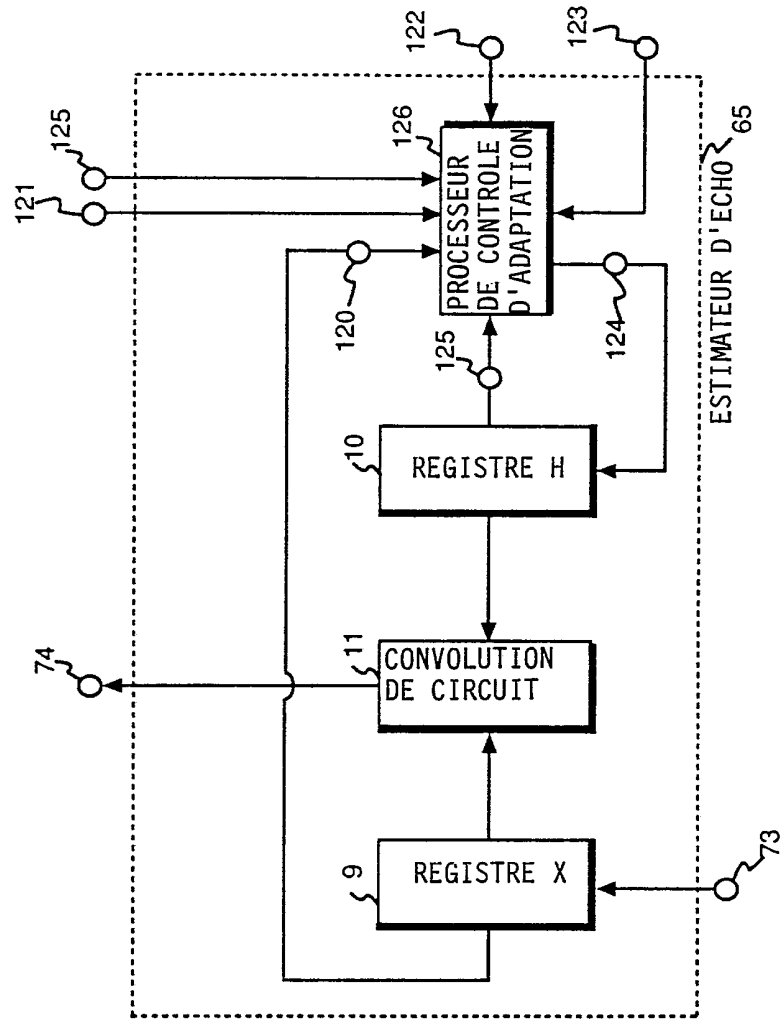 121
125
126
122
PROCESSEUR
DE CONTROLE
D'ADAPTATION
123
120
125
124
65
ESTIMATEUR D'ECHO
10
REGISTRE H
74
11
CONVOLUTION
DE CIRCUIT
9
REGISTRE X
73